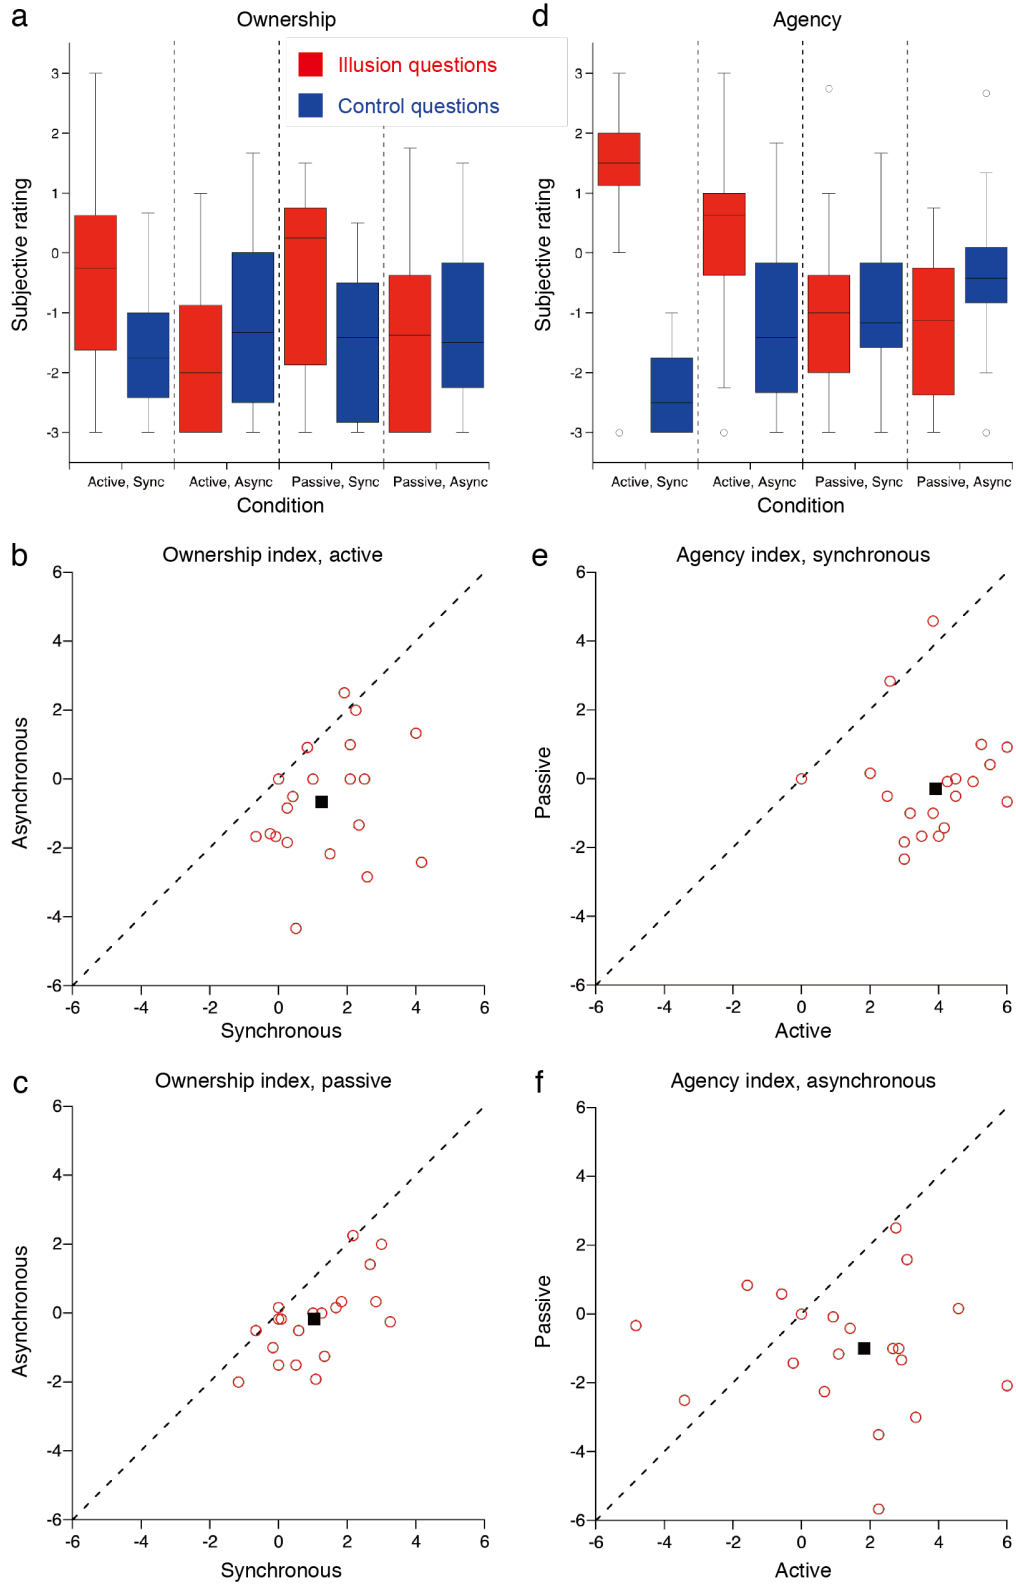 a
Ownership
Illusion questions
Control questions
Subjective rating
3
2
1
0
-1
-2
-3
Active, Sync
Active, Async
Passive, Sync
Passive, Async
Condition
d
Agency
Subjective rating
3
2
1
0
-1
-2
-3
Active, Sync
Active, Async
Passive, Sync
Passive, Async
Condition
b
Ownership index, active
Asynchronous
6
4
2
0
-2
-4
-6
-6 -4 -2 0 2 4 6
Synchronous
e
Agency index, synchronous
Passive
6
4
2
0
-2
-4
-6
-6 -4 -2 0 2 4 6
Active
c
Ownership index, passive
Asynchronous
6
4
2
0
-2
-4
-6
-6 -4 -2 0 2 4 6
Synchronous
f
Agency index, asynchronous
Passive
6
4
2
0
-2
-4
-6
-6 -4 -2 0 2 4 6
Active